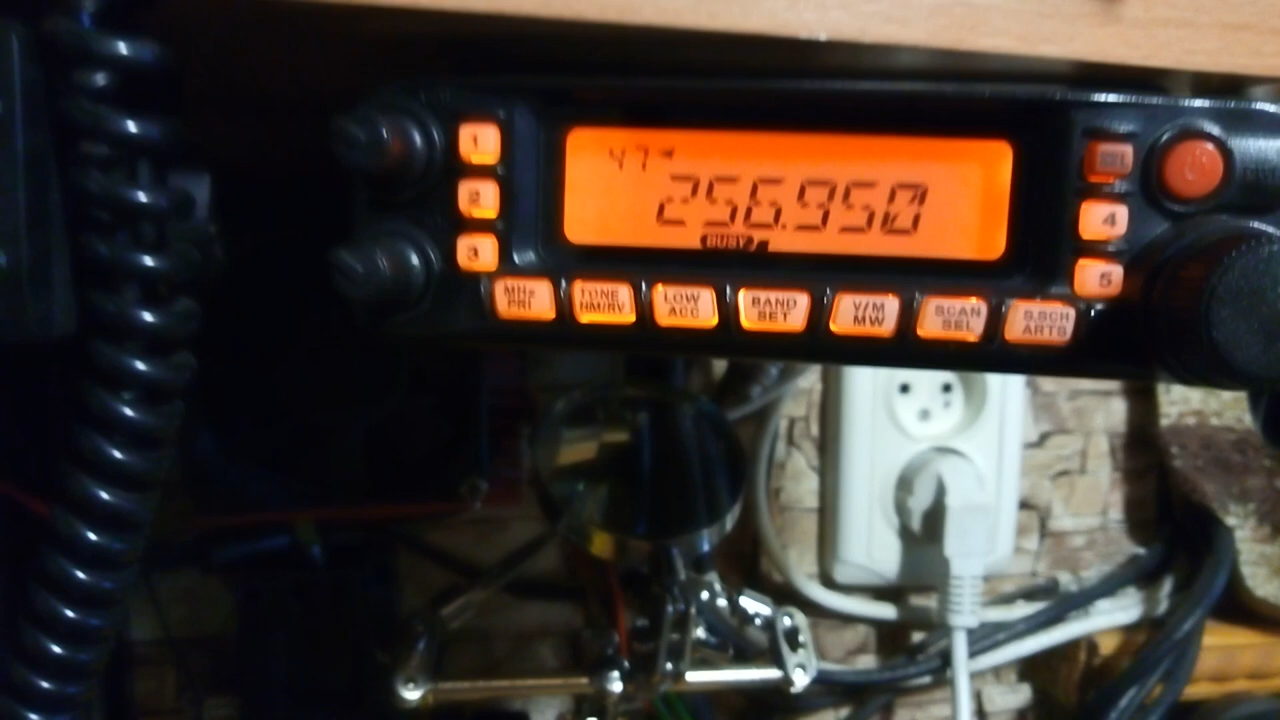 1
2
3
47
256.950
BUSY
4
5
MHz
PRI
TONE
NM/RV
LOW
ACC
BAND
SET
V/M
MW
SCAN
SEL
S.SCH
ARTS